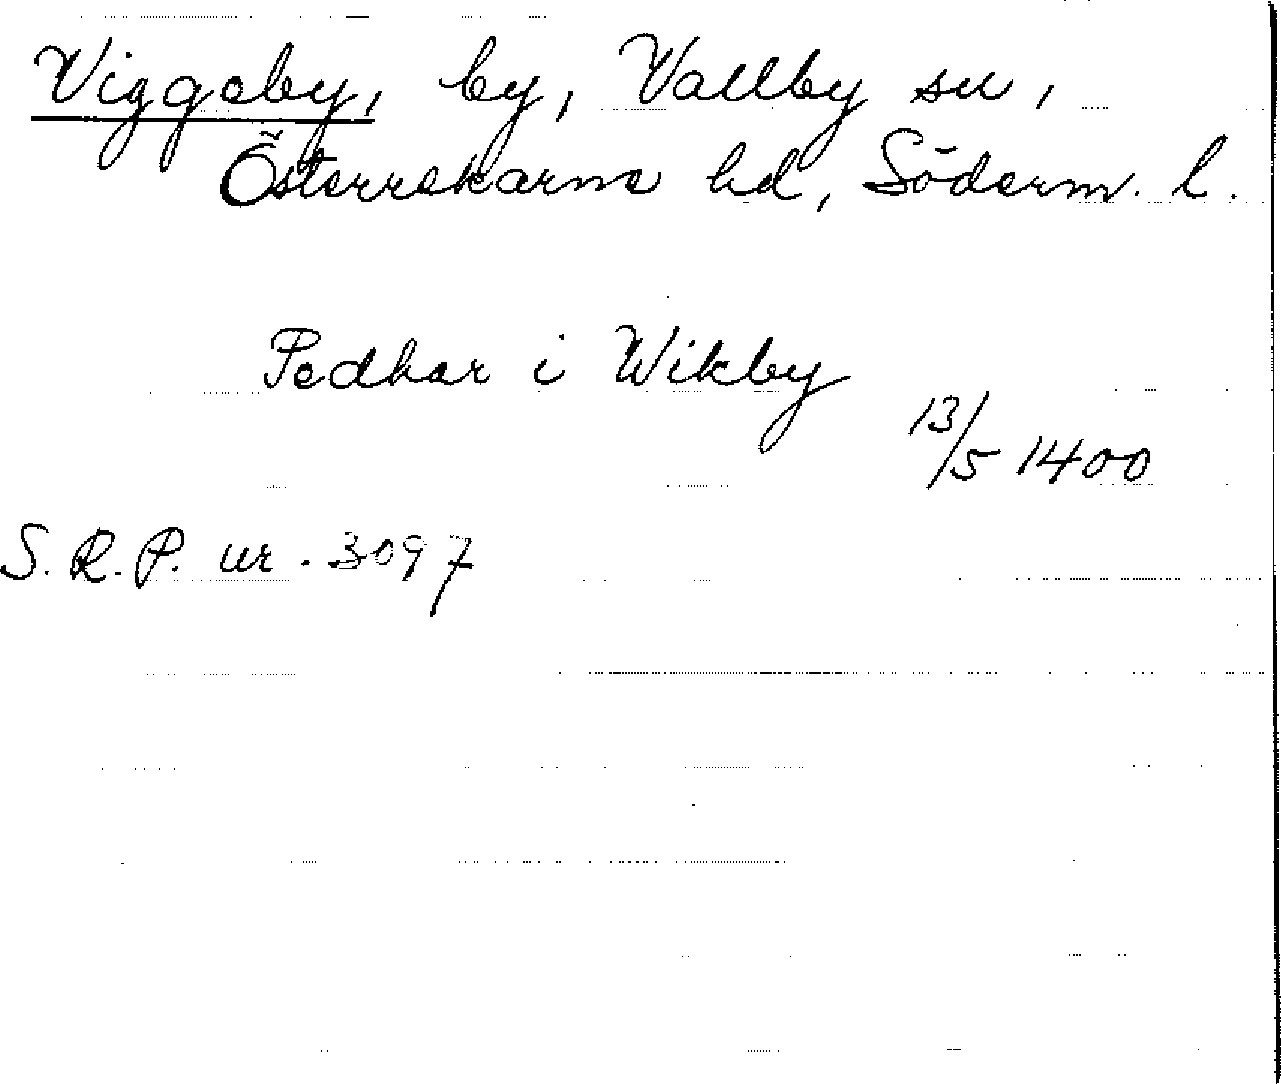 Viggeby, by, Vallby sn,
Österrekarne hd, Söderm. l.
Pedhar i Wikby
13/5 1400
S.R.P. nr. 3097